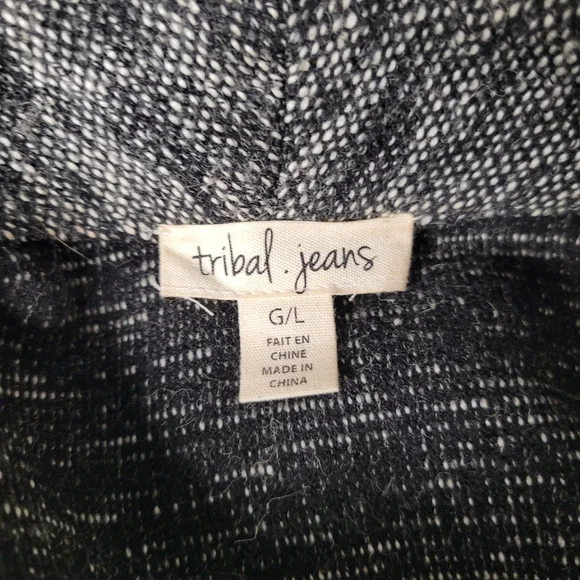 tribal.jeans
G/L
FAIT EN
CHINE
MADE IN
CHINA